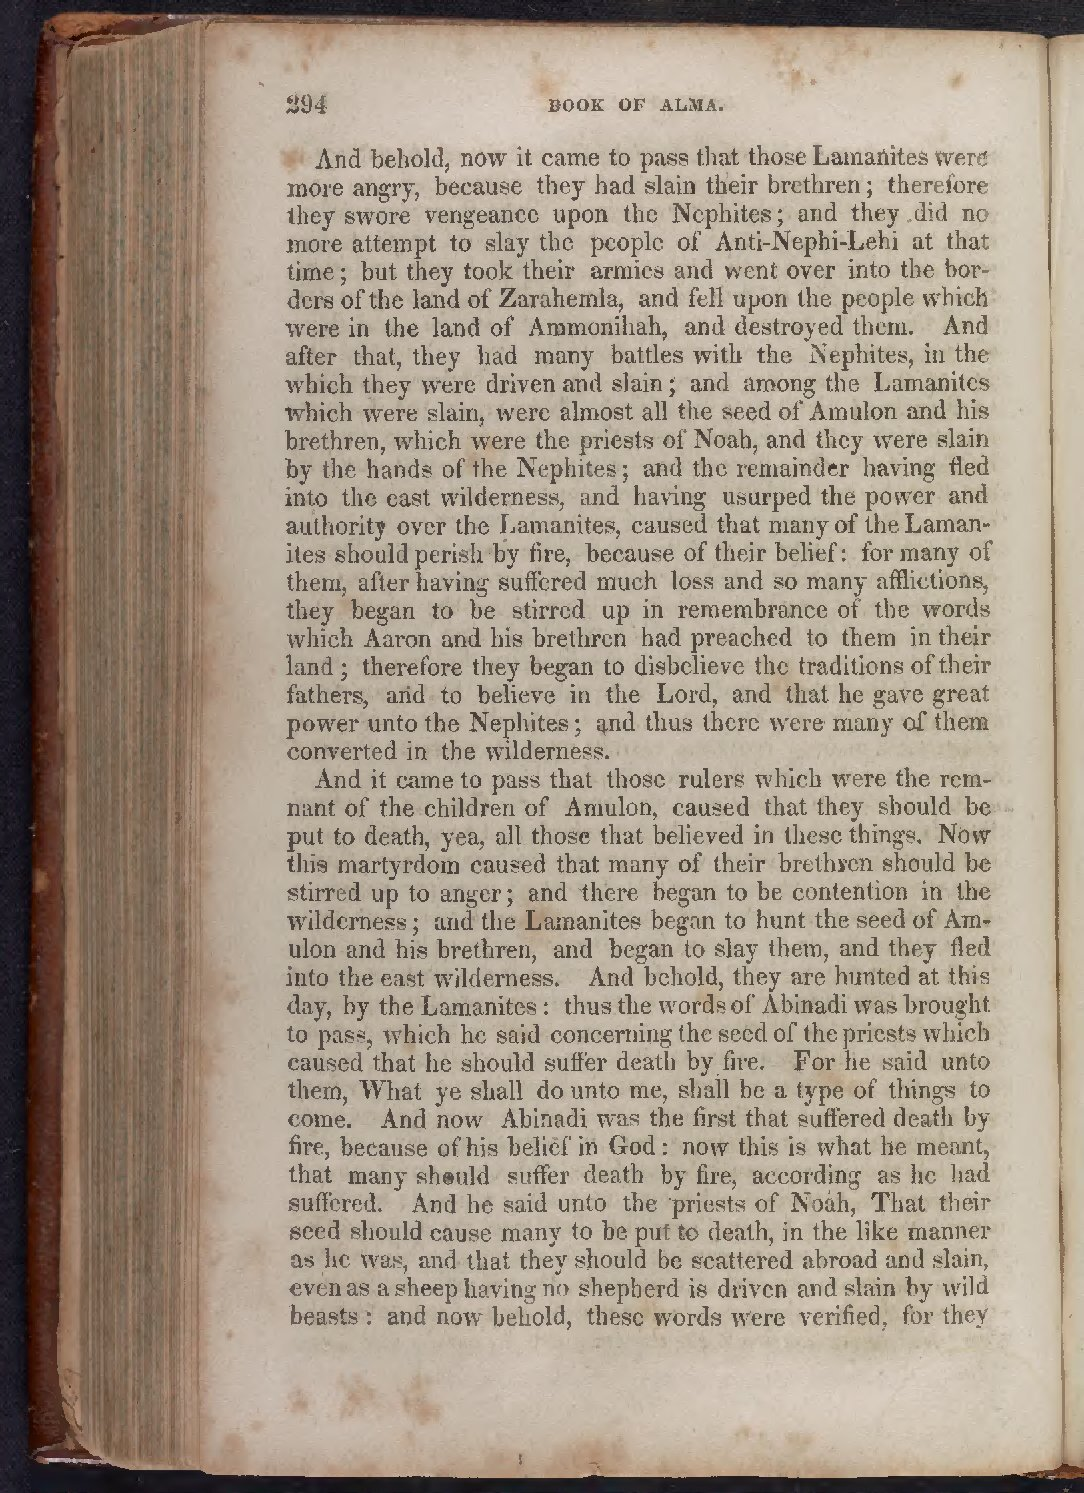 294 BOOK OF ALMA.
And behold, now it came to pass that those Lamanites were
more angry, because they had slain their brethren; therefore
they swore vengeance upon the Nephites; and they did no
more attempt to slay the people of Anti-Nephi-Lehi at that
time; but they took their armies and went over into the bor-
ders of the land of Zarahemla, and fell upon the people which
were in the land of Ammonihah, and destroyed them. And
after that, they had many battles with the Nephites, in the
which they were driven and slain; and among the Lamanites
which were slain, were almost all the seed of Amulon and his
brethren, which were the priests of Noah, and they were slain
by the hands of the Nephites; and the remainder having fled
into the east wilderness, and having usurped the power and
authority over the Lamanites, caused that many of the Laman-
ites should perish by fire, because of their belief: for many of
them, after having suffered much loss and so many afflictions,
they began to be stirred up in remembrance of the words
which Aaron and his brethren had preached to them in their
land; therefore they began to disbelieve the traditions of their
fathers, and to believe in the Lord, and that he gave great
power unto the Nephites; and thus there were many of them
converted in the wilderness.
And it came to pass that those rulers which were the rem-
nant of the children of Amulon, caused that they should be
put to death, yea, all those that believed in these things. Now
this martyrdom caused that many of their brethren should be
stirred up to anger; and there began to be contention in the
wilderness; and the Lamanites began to hunt the seed of Am-
ulon and his brethren, and began to slay them, and they fled
into the east wilderness. And behold, they are hunted at this
day, by the Lamanites: thus the words of Abinadi was brought
to pass, which he said concerning the seed of the priests which
caused that he should suffer death by fire. For he said unto
them, What ye shall do unto me, shall be a type of things to
come. And now Abinadi was the first that suffered death by
fire, because of his belief in God: now this is what he meant,
that many should suffer death by fire, according as he had
suffered. And he said unto the priests of Noah, That their
seed should cause many to be put to death, in the like manner
as he was, and that they should be scattered abroad and slain,
even as a sheep having no shepherd is driven and slain by wild
beasts: and now behold, these words were verified, for they